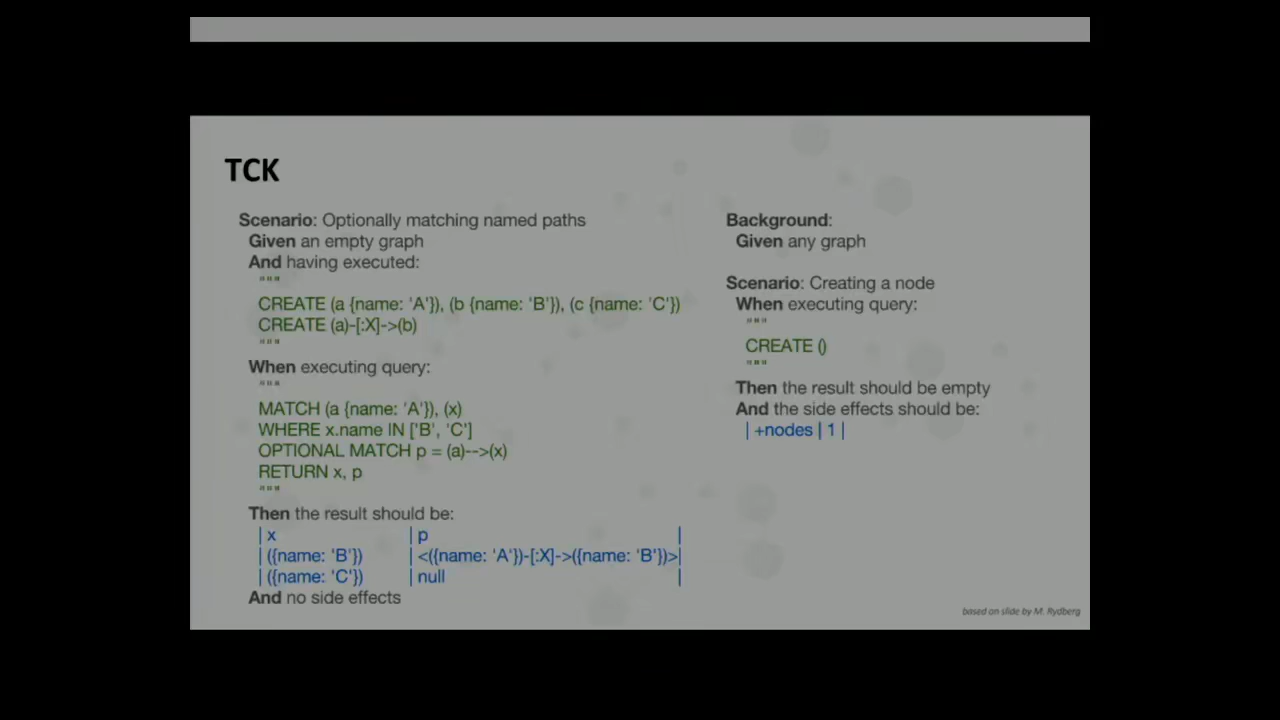 TCK
Scenario: Optionally matching named paths
Given an empty graph
And having executed:
"""
CREATE (a {name: 'A'}), (b {name: 'B'}), (c {name: 'C'})
CREATE (a)-[:X]->(b)
"""
When executing query:
"""
MATCH (a {name: 'A'}), (x)
WHERE x.name IN ['B', 'C']
OPTIONAL MATCH p = (a)-->(x)
RETURN x, p
"""
Then the result should be:
| x | p |
| ({name: 'B'}) | <({name: 'A'})-[:X]->({name: 'B'})>|
| ({name: 'C'}) | null |
And no side effects
Background:
Given any graph
Scenario: Creating a node
When executing query:
"""
CREATE ()
"""
Then the result should be empty
And the side effects should be:
| +nodes | 1 |
based on slide by M. Rydberg